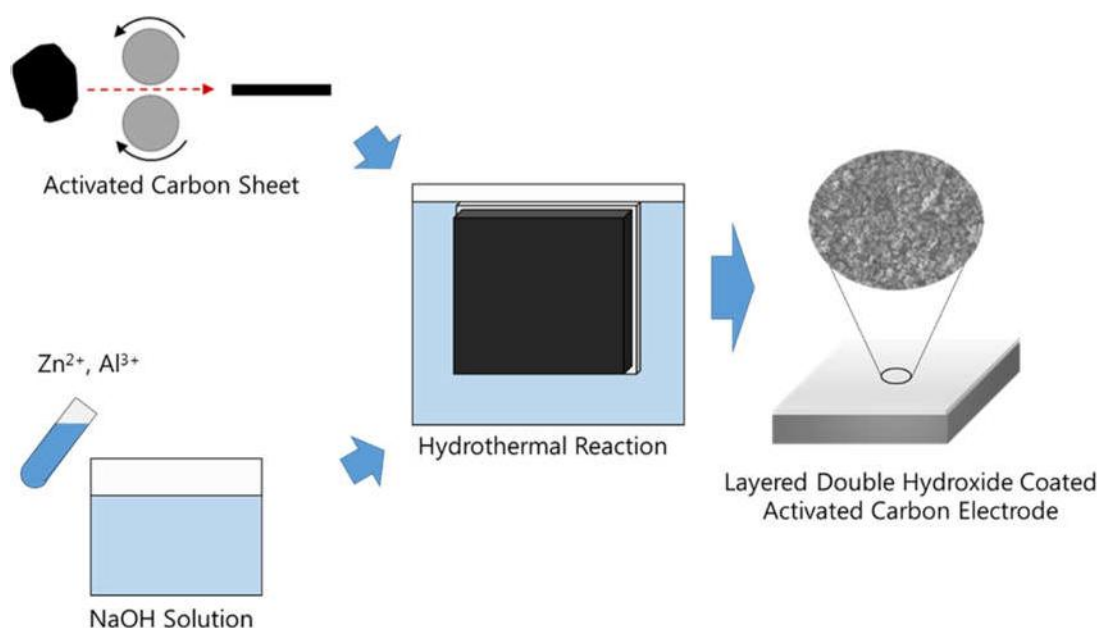 Activated Carbon Sheet
Zn²⁺, Al³⁺
NaOH Solution
Hydrothermal Reaction
Layered Double Hydroxide Coated
Activated Carbon Electrode